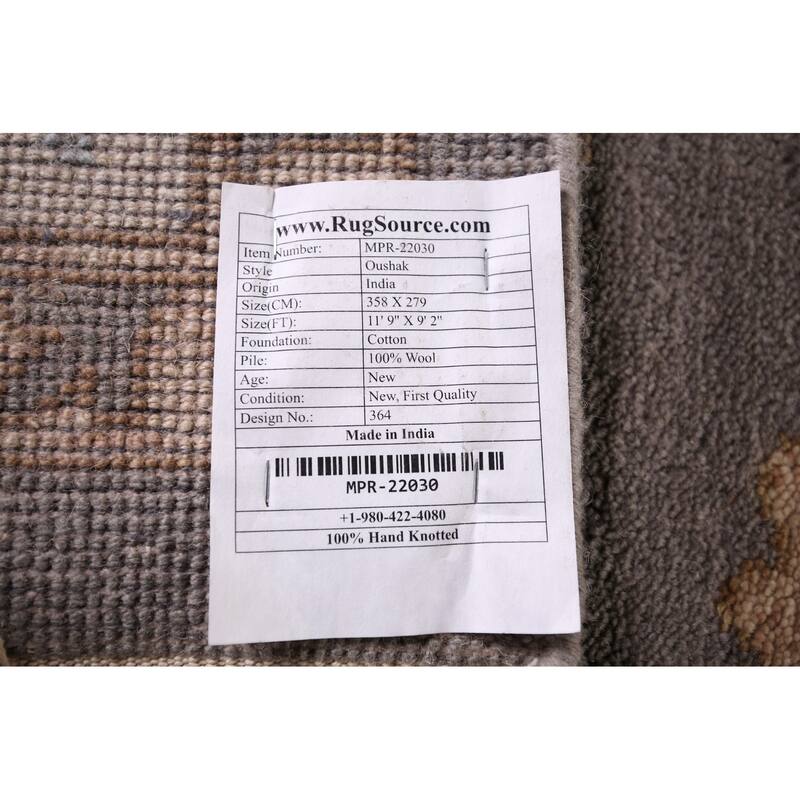 www.RugSource.com
Item Number: MPR-22030
Style Oushak
Origin India
Size(CM): 358 X 279
Size(FT): 11' 9" X 9' 2"
Foundation: Cotton
Pile: 100% Wool
Age: New
Condition: New, First Quality
Design No.: 364
Made in India
MPR-22030
+1-980-422-4080
100% Hand Knotted